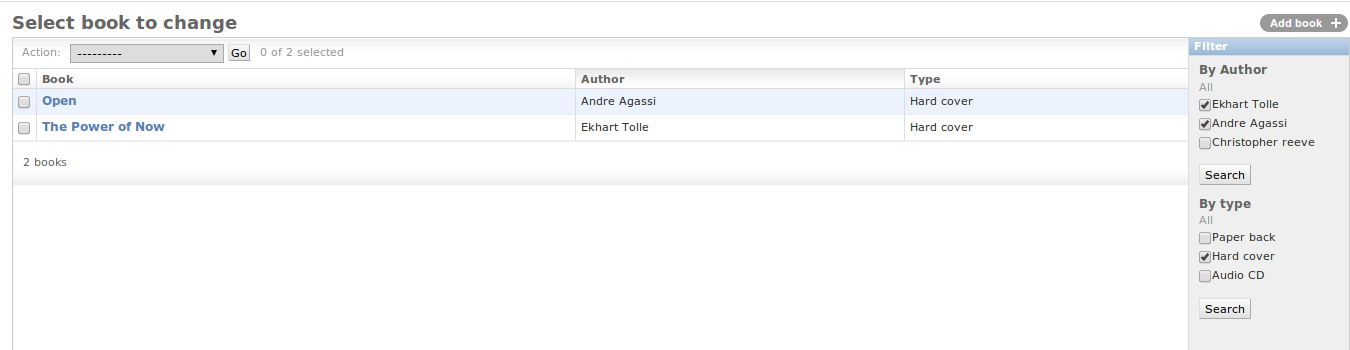 Select book to change
Add book +
Action: --------- Go 0 of 2 selected
Book Author Type
Open Andre Agassi Hard cover
The Power of Now Ekhart Tolle Hard cover
2 books
Filter
By Author
All
Ekhart Tolle
Andre Agassi
Christopher reeve
Search
By type
All
Paper back
Hard cover
Audio CD
Search